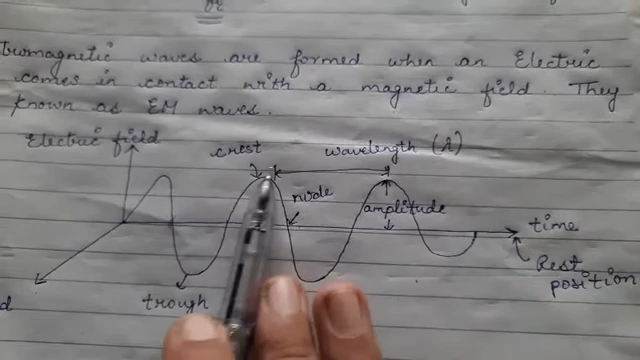 tromagnetic waves are formed when an Electric
comes in contact with a magnetic field. They
known as EM waves.
Electric field
crest
wavelength (λ)
node
amplitude
time
Rest
position
trough
d